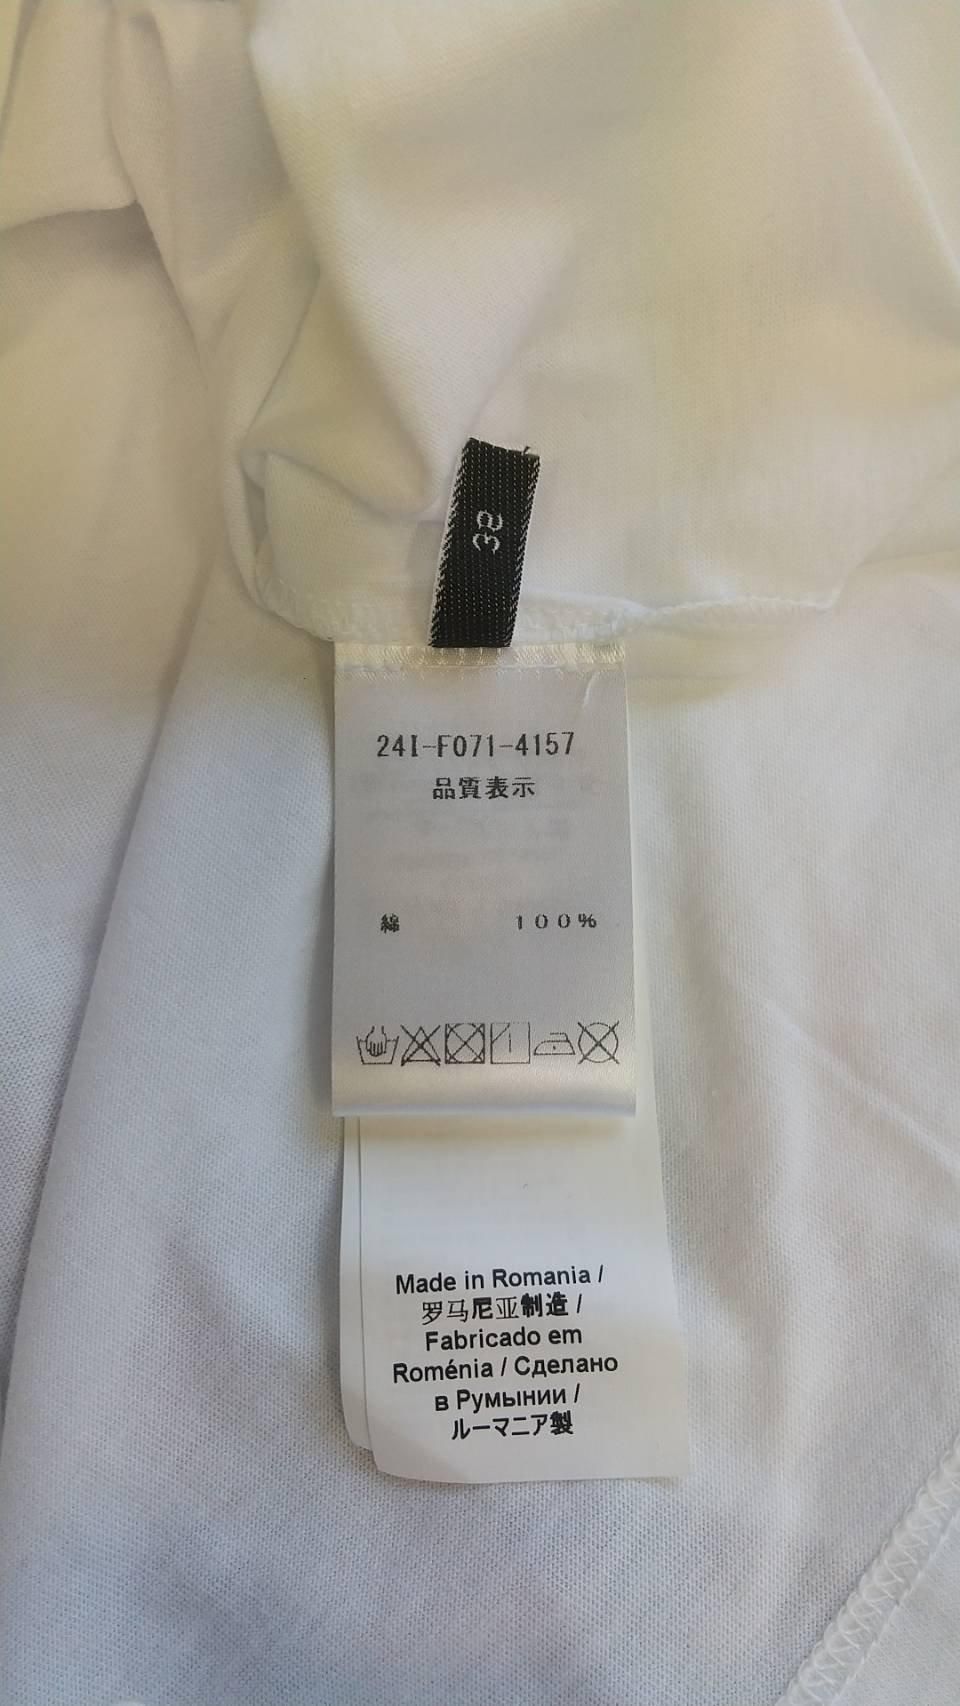 38
24I-F071-4157
品質表示
綿 100%
Made in Romania /
罗马尼亚制造 /
Fabricado em
Roménia / Сделано
в Румынии /
ルーマニア製